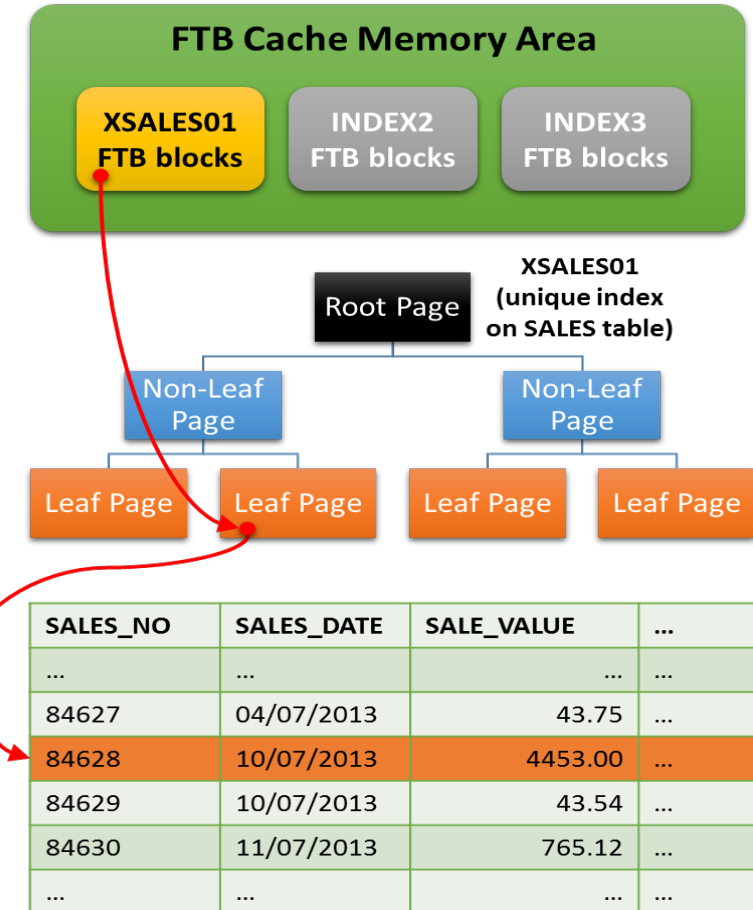 FTB Cache Memory Area
XSALES01
FTB blocks
INDEX2
FTB blocks
INDEX3
FTB blocks
Root Page
XSALES01
(unique index
on SALES table)
Non-Leaf
Page
Non-Leaf
Page
Leaf Page
Leaf Page
Leaf Page
Leaf Page
SALES_NO SALES_DATE SALE_VALUE ...
... ... ... ...
84627 04/07/2013 43.75 ...
84628 10/07/2013 4453.00 ...
84629 10/07/2013 43.54 ...
84630 11/07/2013 765.12 ...
... ... ... ...